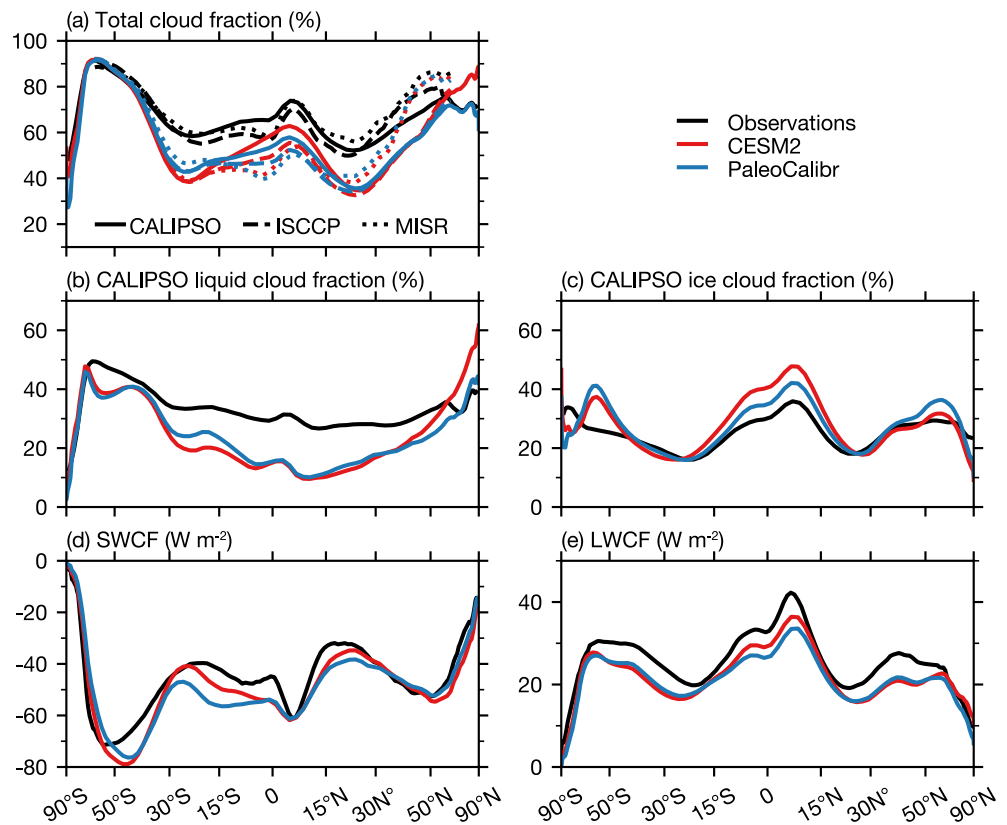 (a) Total cloud fraction (%)
100
80
60
40
20
CALIPSO ISCCP MISR
Observations
CESM2
PaleoCalibr
(b) CALIPSO liquid cloud fraction (%)
60
40
20
0
(c) CALIPSO ice cloud fraction (%)
60
40
20
0
(d) SWCF (W m-2)
0
-20
-40
-60
-80
90°S 50°S 30°S 15°S 0 15°N 30N° 50°N 90°N
(e) LWCF (W m-2)
40
20
0
90°S 50°S 30°S 15°S 0 15°N 30N° 50°N 90°N